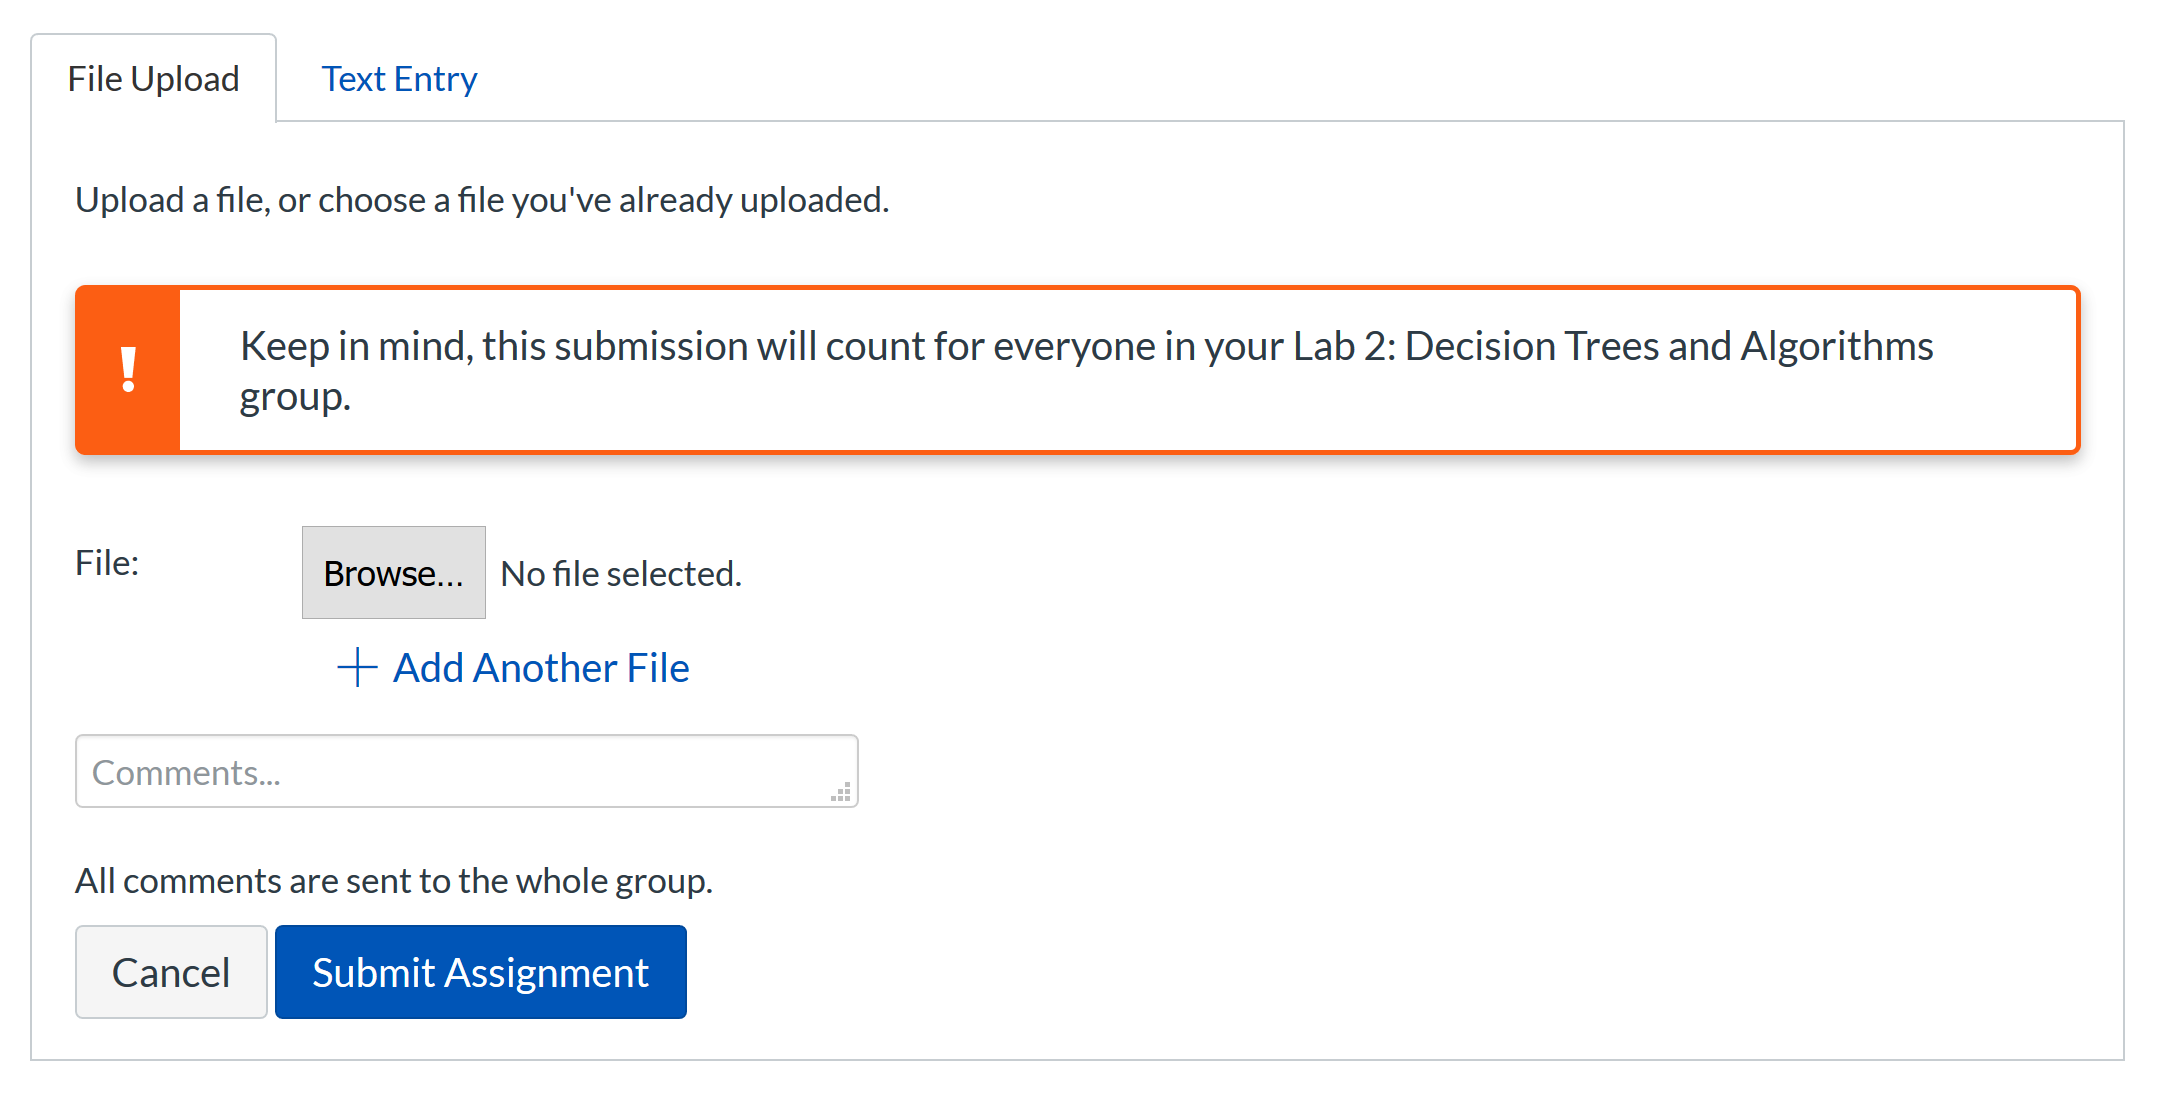 File Upload
Text Entry
Upload a file, or choose a file you've already uploaded.
!
Keep in mind, this submission will count for everyone in your Lab 2: Decision Trees and Algorithms
group.
File:
Browse...
No file selected.
Add Another File
Comments...
All comments are sent to the whole group.
Cancel
Submit Assignment